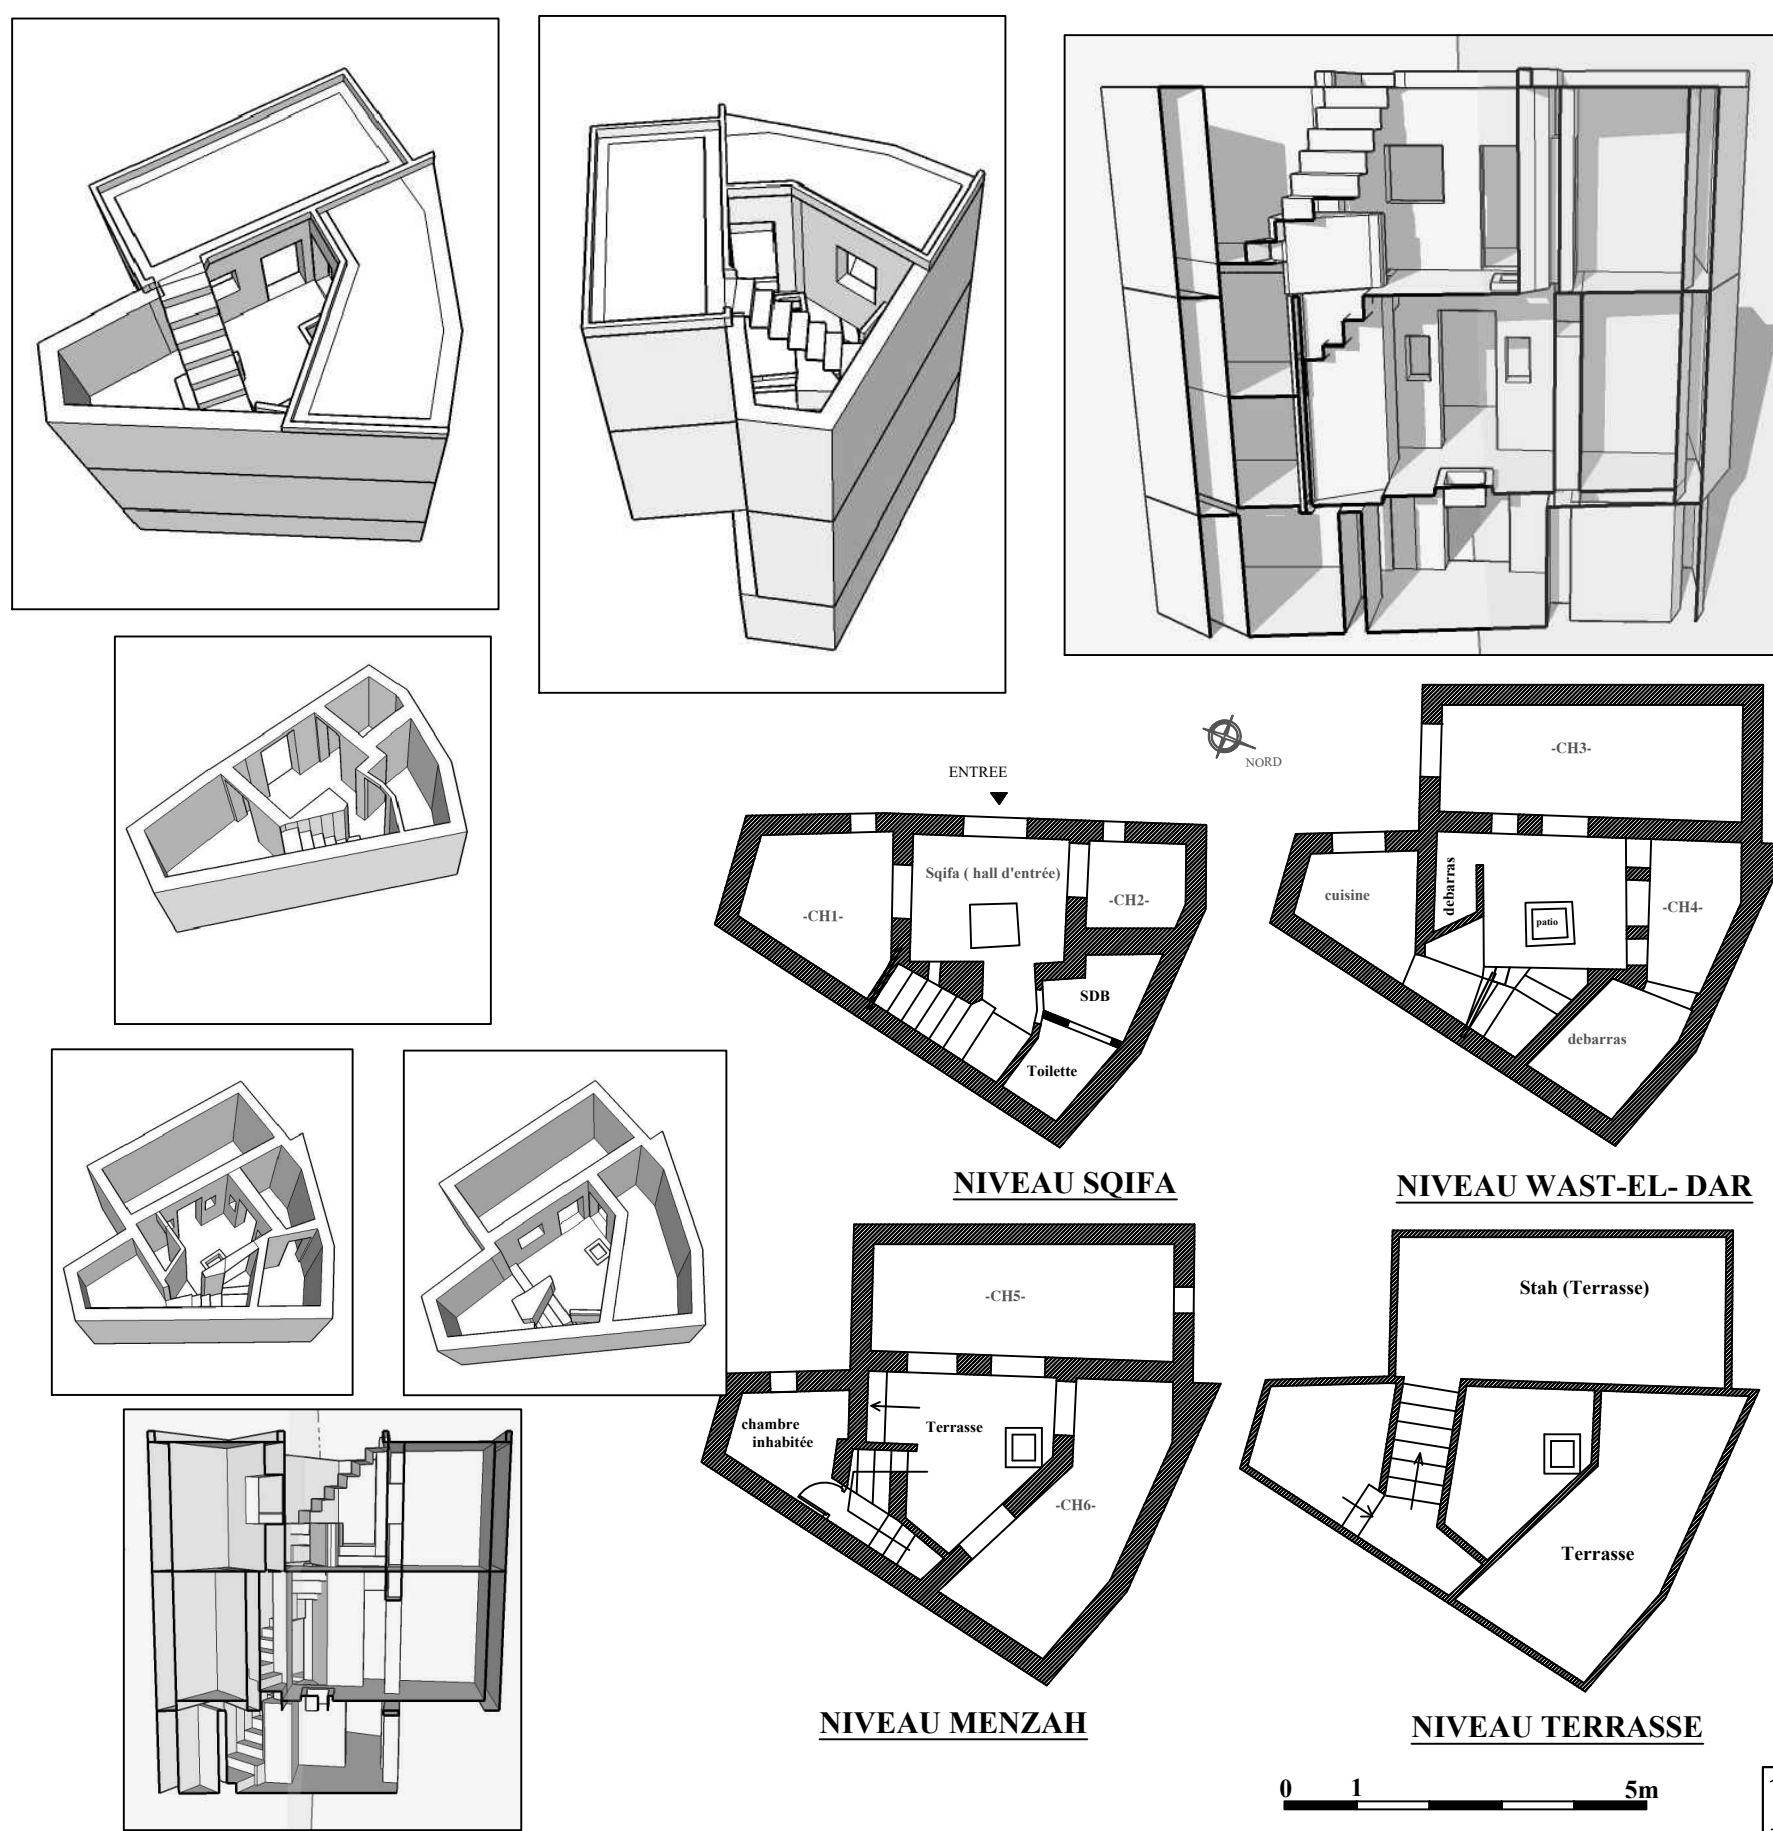 NORD
ENTREE
Sqifa ( hall d'entrée)
-CH1-
-CH2-
SDB
Toilette
NIVEAU SQIFA
-CH3-
debarras
cuisine
-CH4-
patio
debarras
NIVEAU WAST-EL- DAR
-CH5-
chambre
inhabitée
Terrasse
-CH6-
NIVEAU MENZAH
Stah (Terrasse)
Terrasse
NIVEAU TERRASSE
0 1 5m